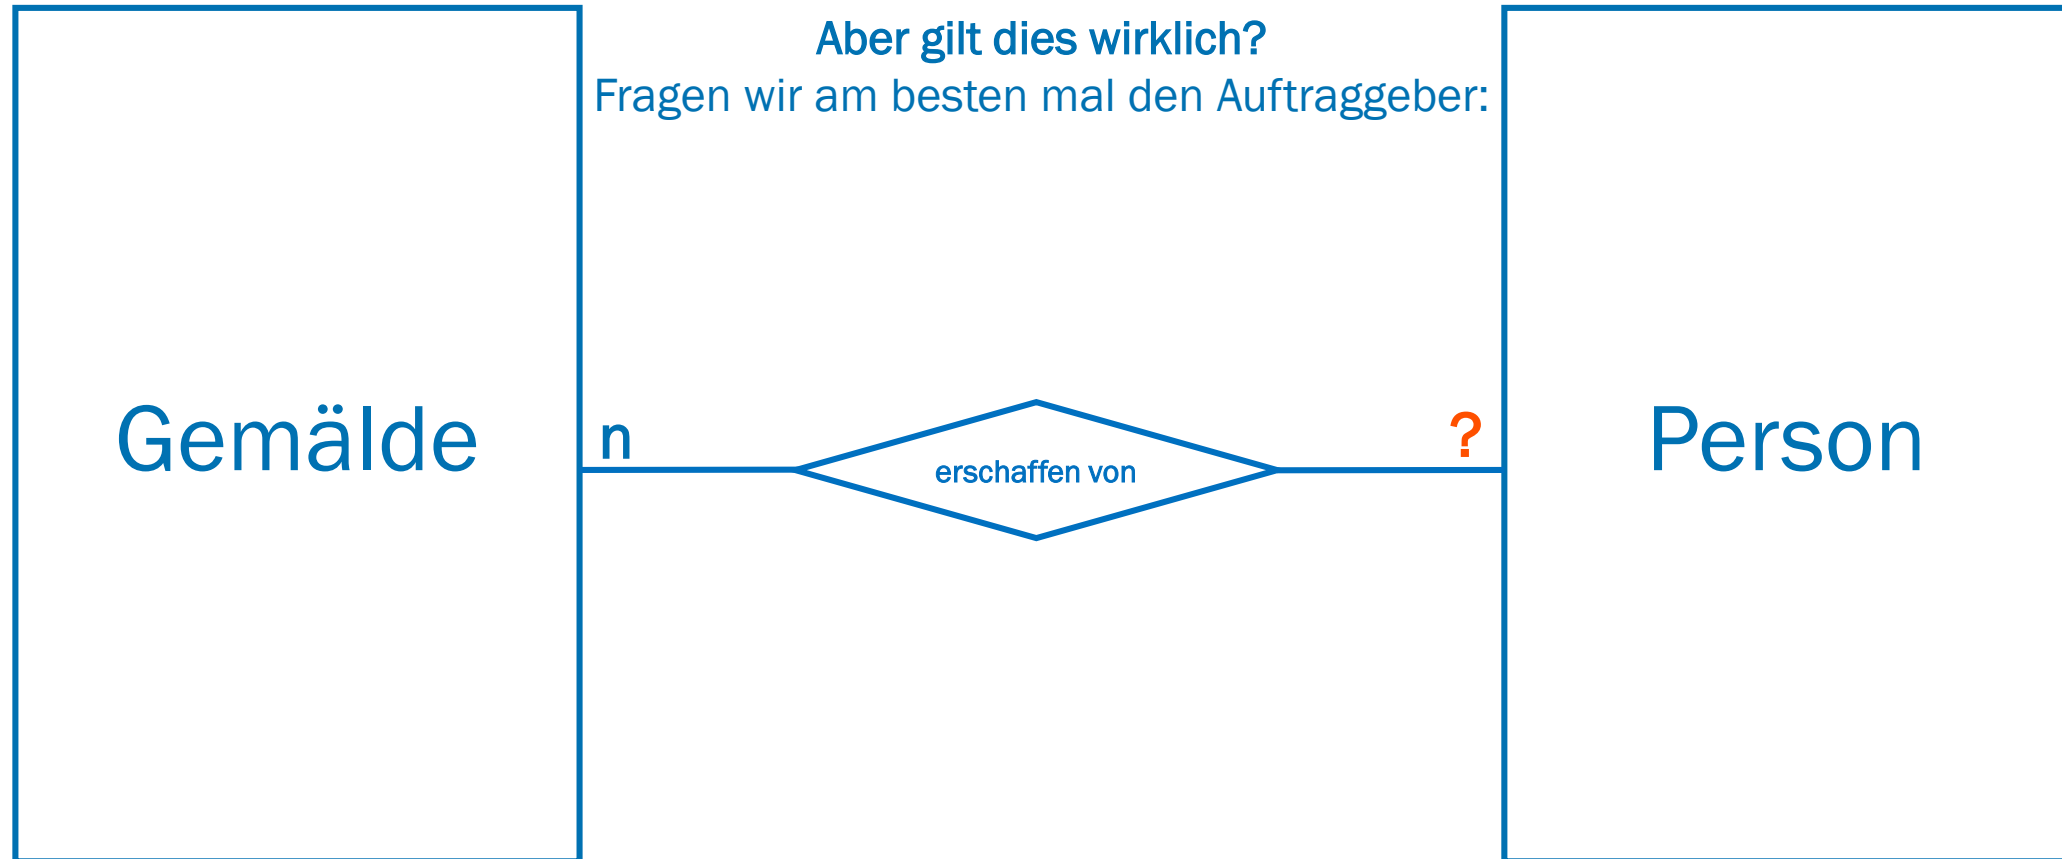 Aber gilt dies wirklich?
Fragen wir am besten mal den Auftraggeber:
Gemälde
n
erschaffen von
?
Person